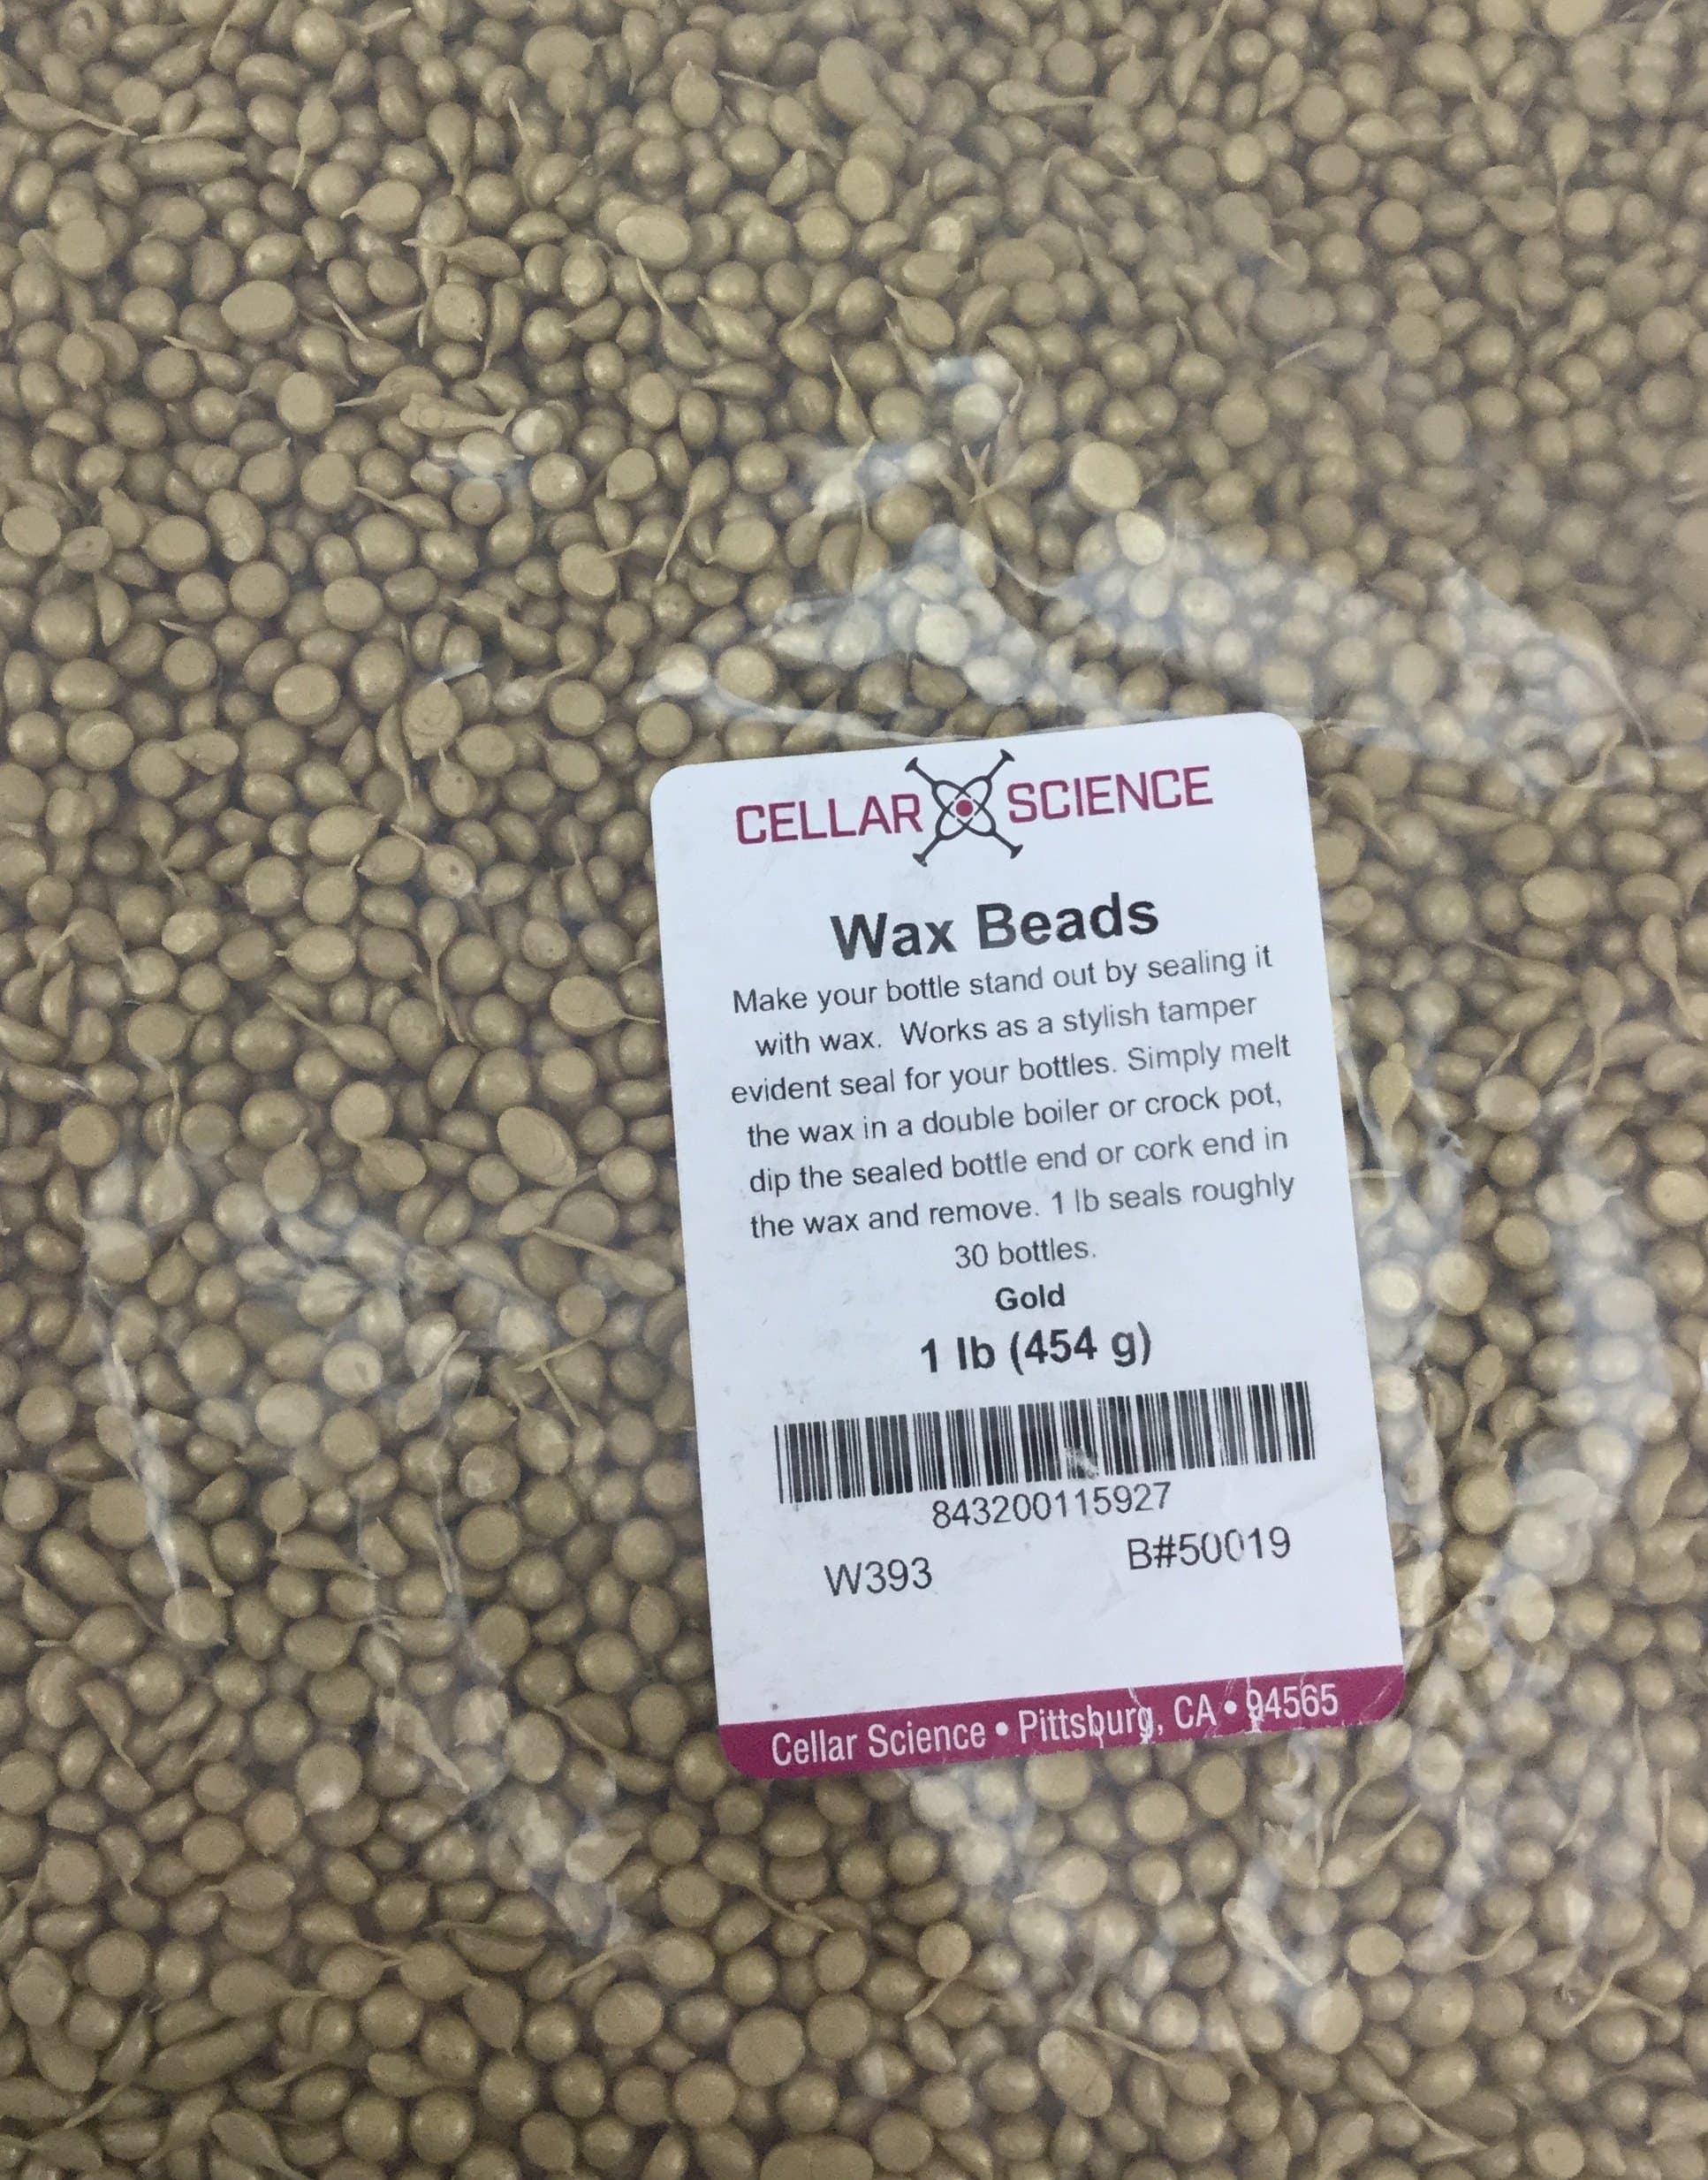 CELLAR SCIENCE
Wax Beads
Make your bottle stand out by sealing it
with wax. Works as a stylish tamper
evident seal for your bottles. Simply melt
the wax in a double boiler or crock pot,
dip the sealed bottle end or cork end in
the wax and remove. 1 lb seals roughly
30 bottles.
Gold
1 lb (454 g)
843200115927
W393 B#50019
Cellar Science • Pittsburg, CA • 94565